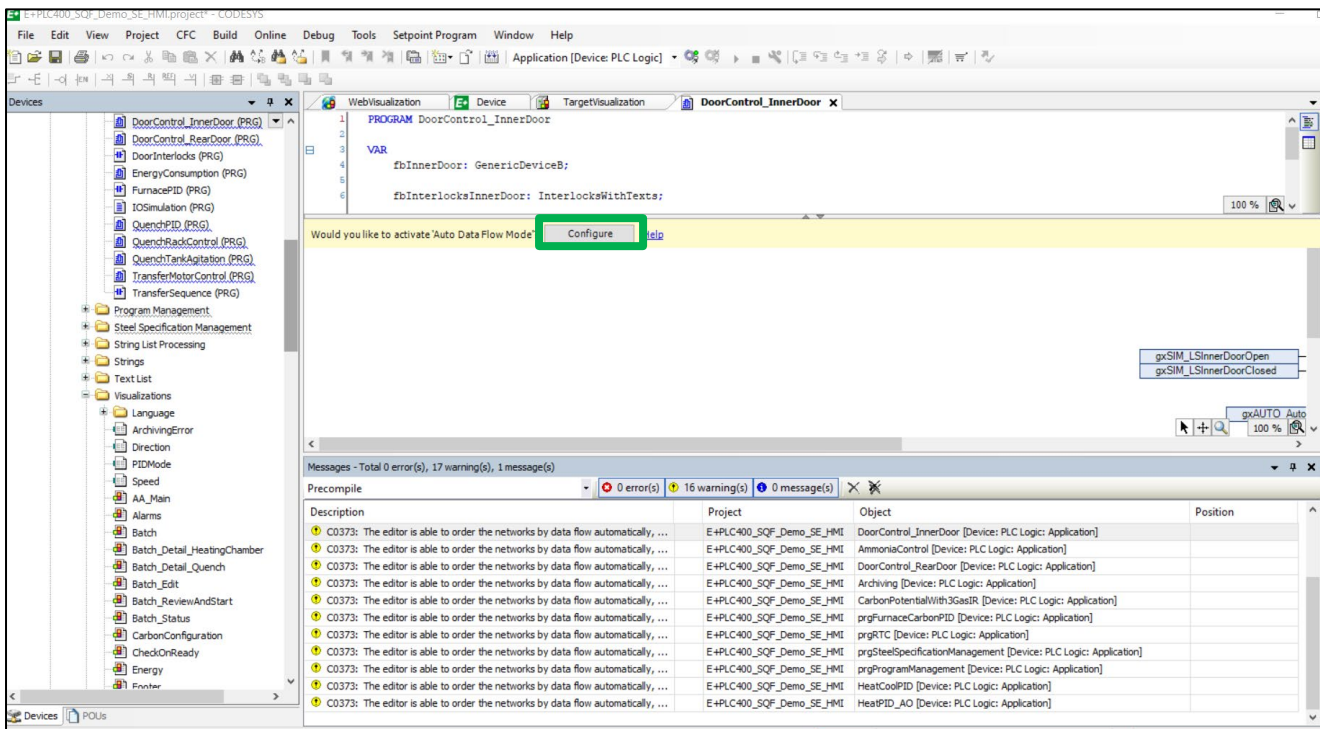 E+PLC400_SQF_Demo_SE_HMI.project* - CODESYS
File Edit View Project CFC Build Online Debug Tools Setpoint Program Window Help
Application [Device: PLC Logic]
Devices
DoorControl_InnerDoor (PRG)
DoorControl_RearDoor (PRG)
DoorInterlocks (PRG)
EnergyConsumption (PRG)
FurnacePID (PRG)
IOSimulation (PRG)
QuenchPID (PRG)
QuenchRackControl (PRG)
QuenchTankAgitation (PRG)
TransferMotorControl (PRG)
TransferSequence (PRG)
Program Management
Steel Specification Management
String List Processing
Strings
Text List
Visualizations
Language
ArchivingError
Direction
PIDMode
Speed
AA_Main
Alarms
Batch
Batch_Detail_HeatingChamber
Batch_Detail_Quench
Batch_Edit
Batch_ReviewAndStart
Batch_Status
CarbonConfiguration
CheckOnReady
Energy
Footer
Devices POUs
WebVisualization Device TargetVisualization DoorControl_InnerDoor
1 PROGRAM DoorControl_InnerDoor
2
3 VAR
4 fbInnerDoor: GenericDeviceB;
5
6 fbInterlocksInnerDoor: InterlocksWithTexts;
100 %
Would you like to activate 'Auto Data Flow Mode' Configure Help
gxSIM_LSInnerDoorOpen
gxSIM_LSInnerDoorClosed
gxAUTO_Auto
100 %
Messages - Total 0 error(s), 17 warning(s), 1 message(s)
Precompile 0 error(s) 16 warning(s) 0 message(s)
Description Project Object Position
C0373: The editor is able to order the networks by data flow automatically, ... E+PLC400_SQF_Demo_SE_HMI DoorControl_InnerDoor [Device: PLC Logic: Application]
C0373: The editor is able to order the networks by data flow automatically, ... E+PLC400_SQF_Demo_SE_HMI AmmoniaControl [Device: PLC Logic: Application]
C0373: The editor is able to order the networks by data flow automatically, ... E+PLC400_SQF_Demo_SE_HMI DoorControl_RearDoor [Device: PLC Logic: Application]
C0373: The editor is able to order the networks by data flow automatically, ... E+PLC400_SQF_Demo_SE_HMI Archiving [Device: PLC Logic: Application]
C0373: The editor is able to order the networks by data flow automatically, ... E+PLC400_SQF_Demo_SE_HMI CarbonPotentialWith3GasIR [Device: PLC Logic: Application]
C0373: The editor is able to order the networks by data flow automatically, ... E+PLC400_SQF_Demo_SE_HMI prgFurnaceCarbonPID [Device: PLC Logic: Application]
C0373: The editor is able to order the networks by data flow automatically, ... E+PLC400_SQF_Demo_SE_HMI prgRTC [Device: PLC Logic: Application]
C0373: The editor is able to order the networks by data flow automatically, ... E+PLC400_SQF_Demo_SE_HMI prgSteelSpecificationManagement [Device: PLC Logic: Application]
C0373: The editor is able to order the networks by data flow automatically, ... E+PLC400_SQF_Demo_SE_HMI prgProgramManagement [Device: PLC Logic: Application]
C0373: The editor is able to order the networks by data flow automatically, ... E+PLC400_SQF_Demo_SE_HMI HeatCoolPID [Device: PLC Logic: Application]
C0373: The editor is able to order the networks by data flow automatically, ... E+PLC400_SQF_Demo_SE_HMI HeatPID_AO [Device: PLC Logic: Application]